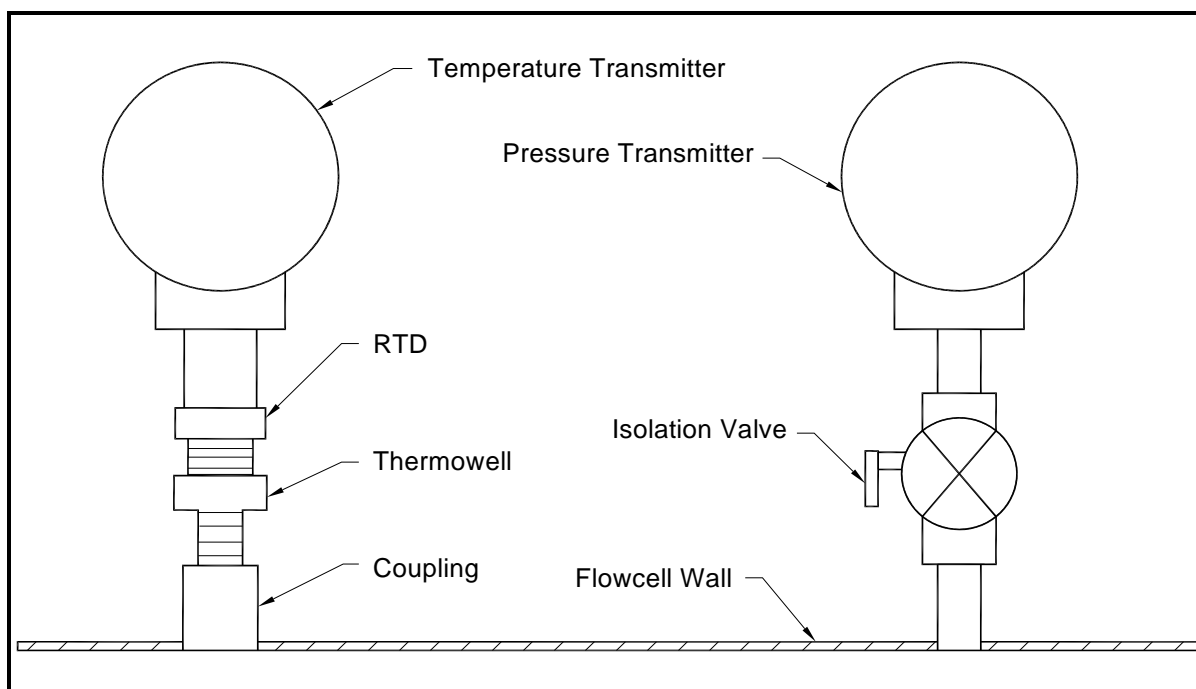 Temperature Transmitter
Pressure Transmitter
RTD
Isolation Valve
Thermowell
Coupling
Flowcell Wall